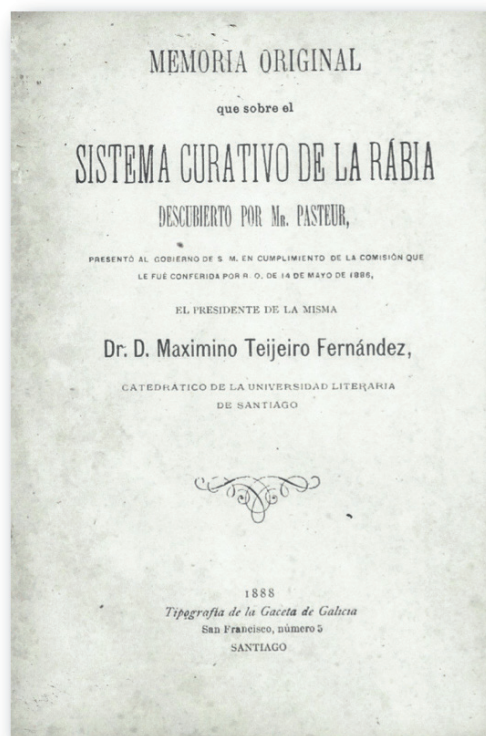 MEMORIA ORIGINAL
que sobre el
SISTEMA CURATIVO DE LA RÁBIA
DESCUBIERTO POR MR. PASTEUR,
PRESENTÓ AL GOBIERNO DE S. M. EN CUMPLIMIENTO DE LA COMISIÓN QUE
LE FUÉ CONFERIDA POR R. O. DE 14 DE MAYO DE 1886,
EL PRESIDENTE DE LA MISMA
Dr. D. Maximino Teijeiro Fernández,
CATEDRÁTICO DE LA UNIVERSIDAD LITERARIA
DE SANTIAGO
1888
Tipografía de la Gaceta de Galicia
San Francisco, número 5
SANTIAGO